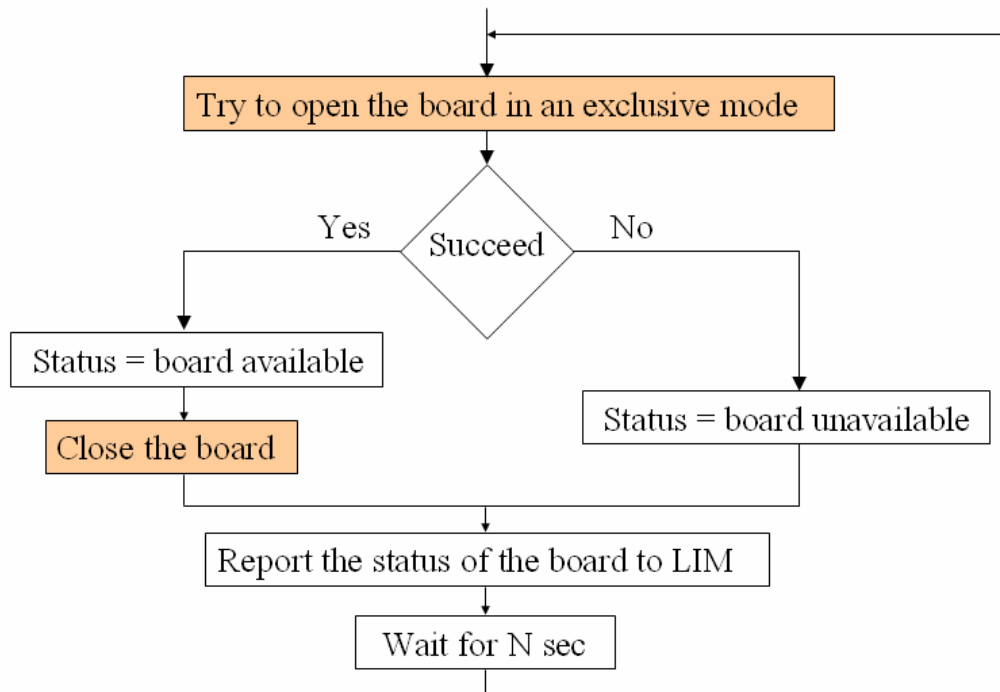 Try to open the board in an exclusive mode
Yes
Succeed
No
Status = board available
Status = board unavailable
Close the board
Report the status of the board to LIM
Wait for N sec